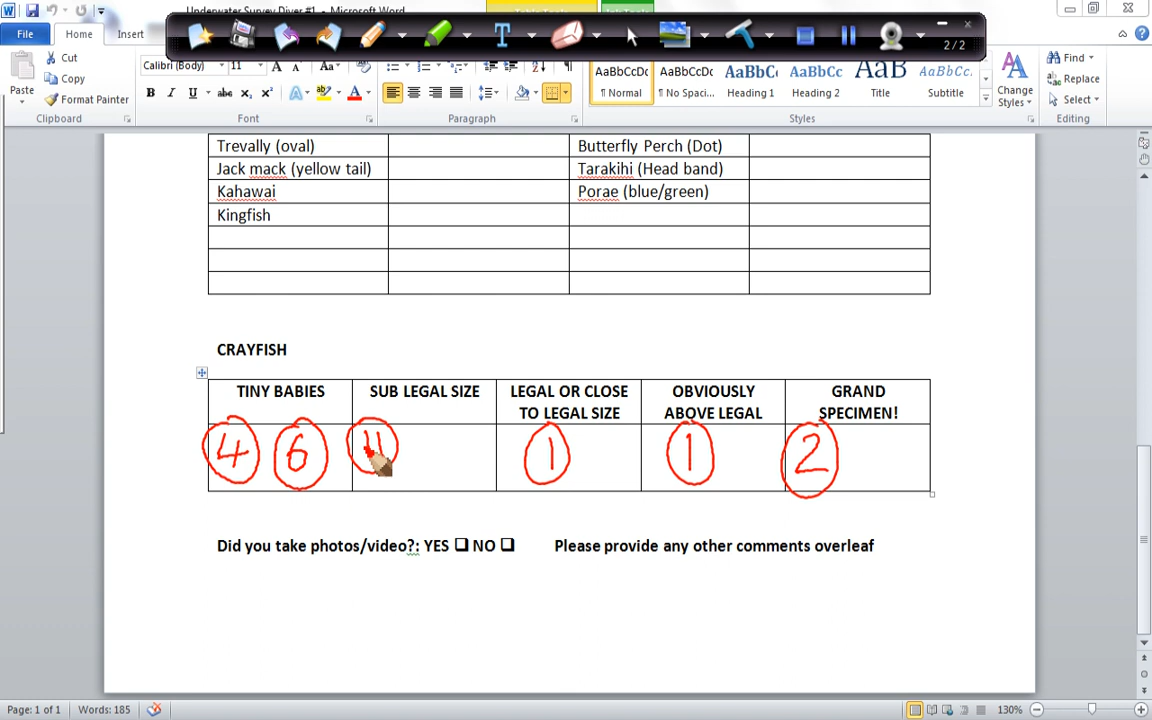 Underwater Survey Diver #1 - Microsoft Word
File Home Insert
2/2
Cut
Copy
Format Painter
Paste
Calibri (Body) 11
B I U abc X₂ X²
AaBbCcDc AaBbCcDc AaBbC AaBbCc AaB AaBbCc.
¶ Normal ¶ No Spaci... Heading 1 Heading 2 Title Subtitle
Change
Styles
Find
Replace
Select
Clipboard Font Paragraph Styles Editing
Trevally (oval) Butterfly Perch (Dot)
Jack mack (yellow tail) Tarakihi (Head band)
Kahawai Porae (blue/green)
Kingfish
CRAYFISH
TINY BABIES SUB LEGAL SIZE LEGAL OR CLOSE TO LEGAL SIZE OBVIOUSLY ABOVE LEGAL GRAND SPECIMEN!
4 6 1 1 2
Did you take photos/video?: YES ❑ NO ❑ Please provide any other comments overleaf
Page: 1 of 1 Words: 185 130%